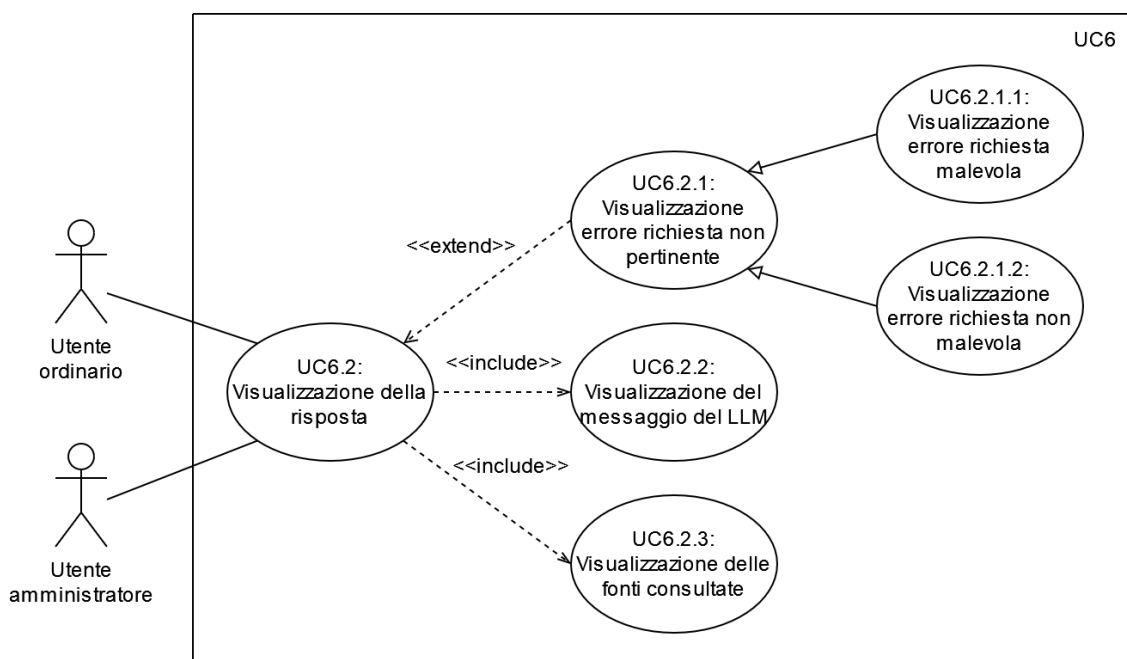 UC6
UC6.2.1.1:
Visualizzazione
errore richiesta
malevola
UC6.2.1:
Visualizzazione
errore richiesta non
pertinente
<<extend>>
UC6.2.1.2:
Visualizzazione
errore richiesta non
malevola
Utente
ordinario
UC6.2:
Visualizzazione della
risposta
<<include>>
UC6.2.2:
Visualizzazione del
messaggio del LLM
<<include>>
UC6.2.3:
Visualizzazione delle
fonti consultate
Utente
amministratore